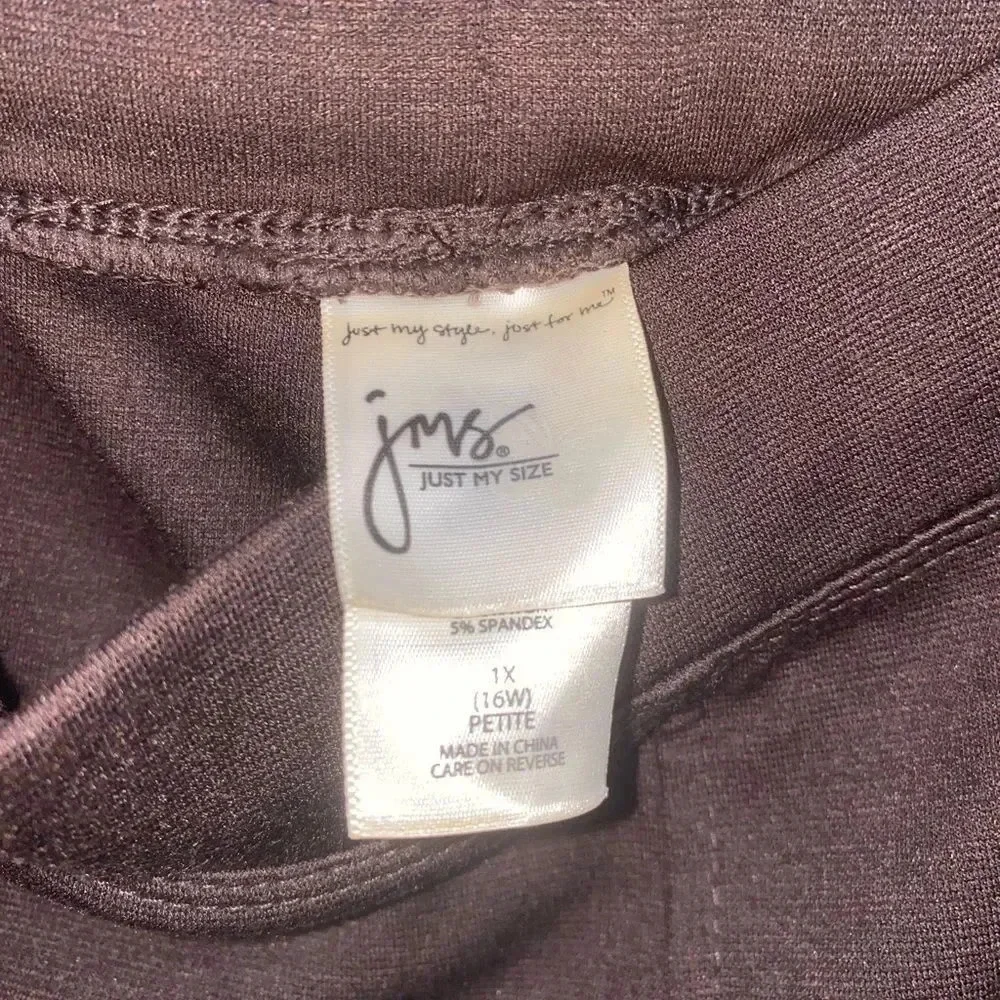 just my style. just for me™
jms®
JUST MY SIZE
5% SPANDEX
1X
(16W)
PETITE
MADE IN CHINA
CARE ON REVERSE